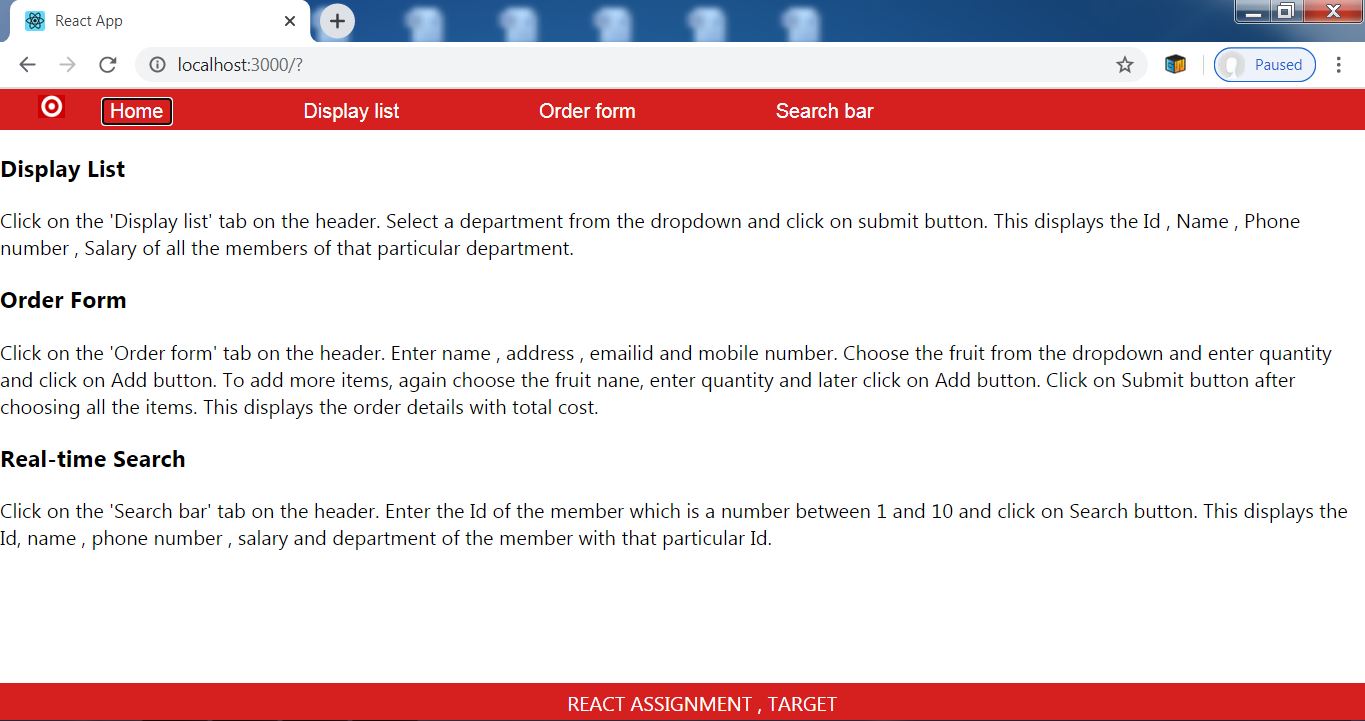 React App
localhost:3000/?
Paused
Home Display list Order form Search bar
Display List
Click on the 'Display list' tab on the header. Select a department from the dropdown and click on submit button. This displays the Id , Name , Phone
number , Salary of all the members of that particular department.
Order Form
Click on the 'Order form' tab on the header. Enter name , address , emailid and mobile number. Choose the fruit from the dropdown and enter quantity
and click on Add button. To add more items, again choose the fruit nane, enter quantity and later click on Add button. Click on Submit button after
choosing all the items. This displays the order details with total cost.
Real-time Search
Click on the 'Search bar' tab on the header. Enter the Id of the member which is a number between 1 and 10 and click on Search button. This displays the
Id, name , phone number , salary and department of the member with that particular Id.
REACT ASSIGNMENT , TARGET